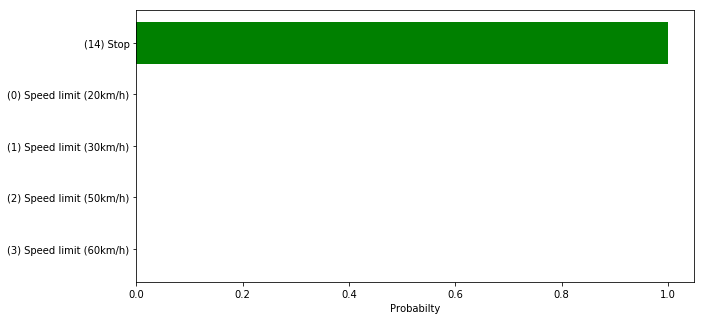 (14) Stop
(0) Speed limit (20km/h)
(1) Speed limit (30km/h)
(2) Speed limit (50km/h)
(3) Speed limit (60km/h)
0.0 0.2 0.4 0.6 0.8 1.0
Probabilty